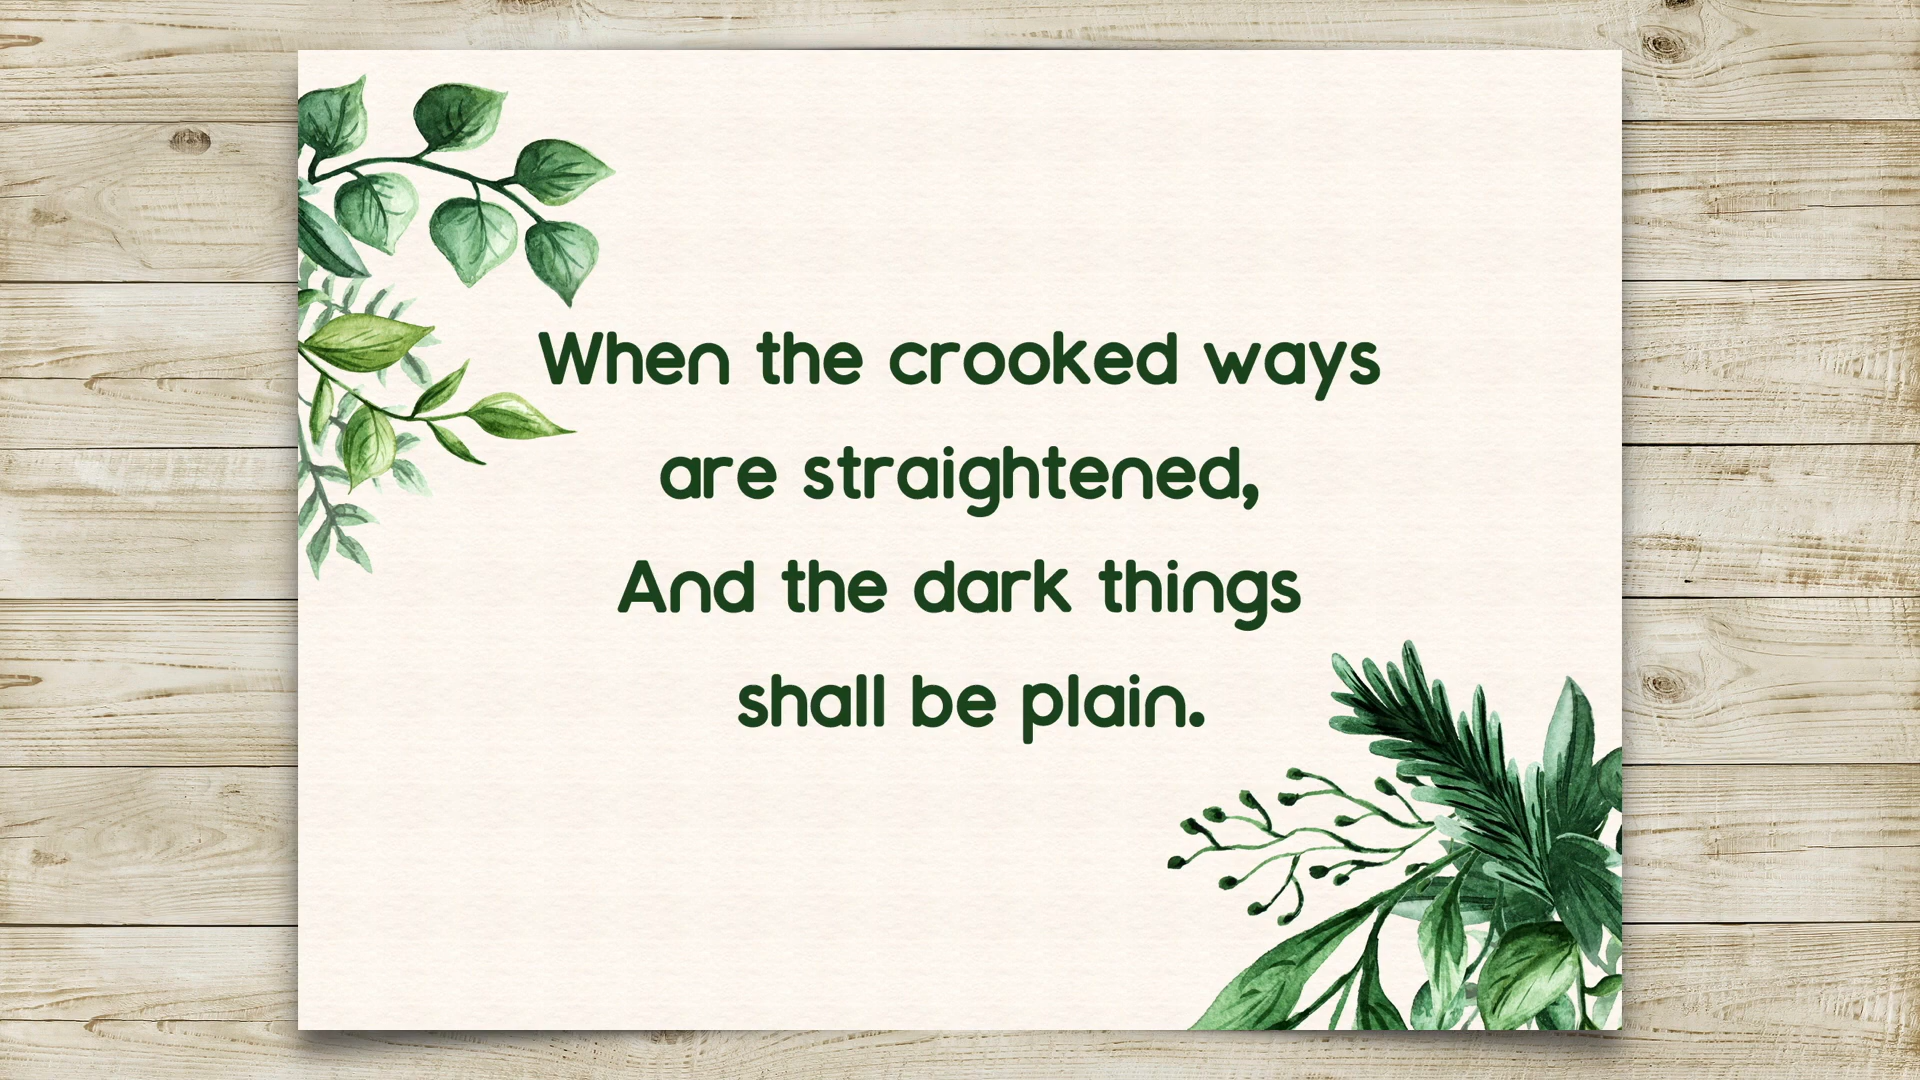 When the crooked ways
are straightened,
And the dark things
shall be plain.